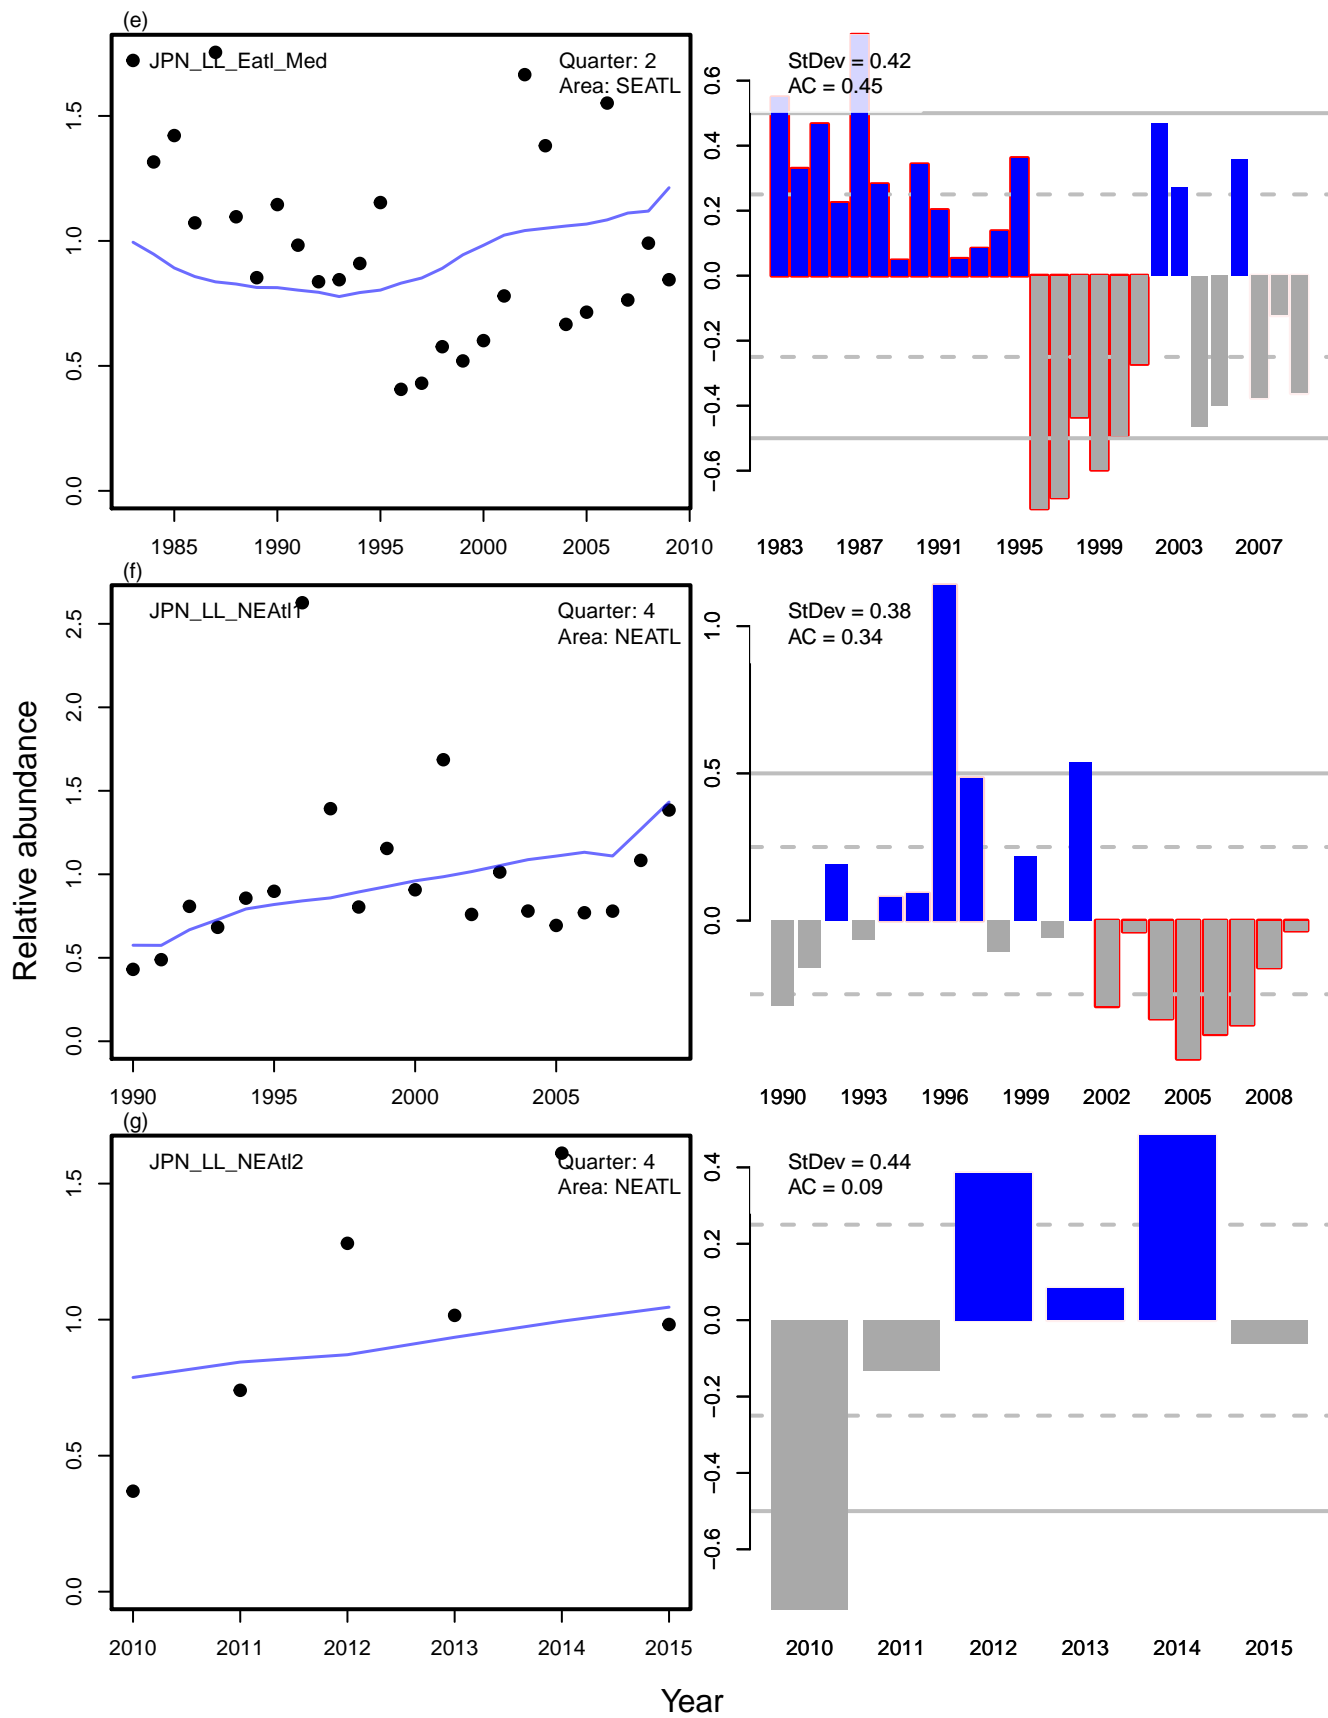 (e)
JPN_LL_Eatl_Med
Quarter: 2
Area: SEATL
StDev = 0.42
AC = 0.45
0.0 0.5 1.0 1.5
−0.6 −0.4 −0.2 0.0 0.2 0.4 0.6
1985 1990 1995 2000 2005 2010
1983 1987 1991 1995 1999 2003 2007
(f)
JPN_LL_NEAtl1
Quarter: 4
Area: NEATL
StDev = 0.38
AC = 0.34
0.0 0.5 1.0 1.5 2.0 2.5
0.0 0.5 1.0
Relative abundance
1990 1995 2000 2005
1990 1993 1996 1999 2002 2005 2008
(g)
JPN_LL_NEAtl2
Quarter: 4
Area: NEATL
StDev = 0.44
AC = 0.09
0.0 0.5 1.0 1.5
−0.6 −0.4 −0.2 0.0 0.2 0.4
2010 2011 2012 2013 2014 2015
2010 2011 2012 2013 2014 2015
Year